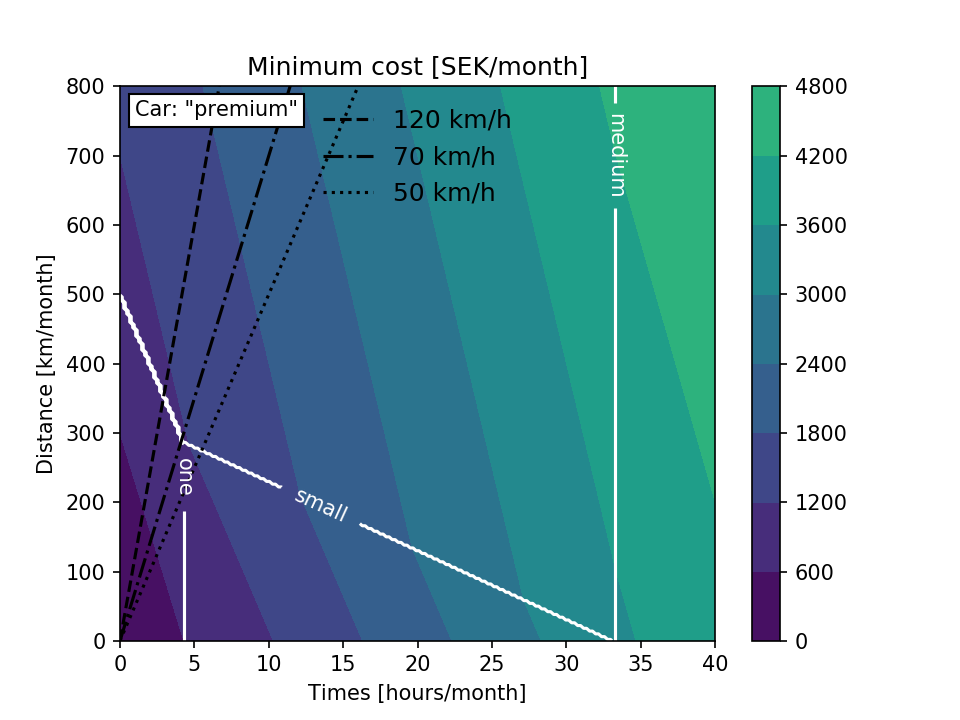 Minimum cost [SEK/month]
Car: "premium"
120 km/h
70 km/h
50 km/h
medium
one
small
800
700
600
500
400
300
200
100
0
Distance [km/month]
0 5 10 15 20 25 30 35 40
Times [hours/month]
4800
4200
3600
3000
2400
1800
1200
600
0